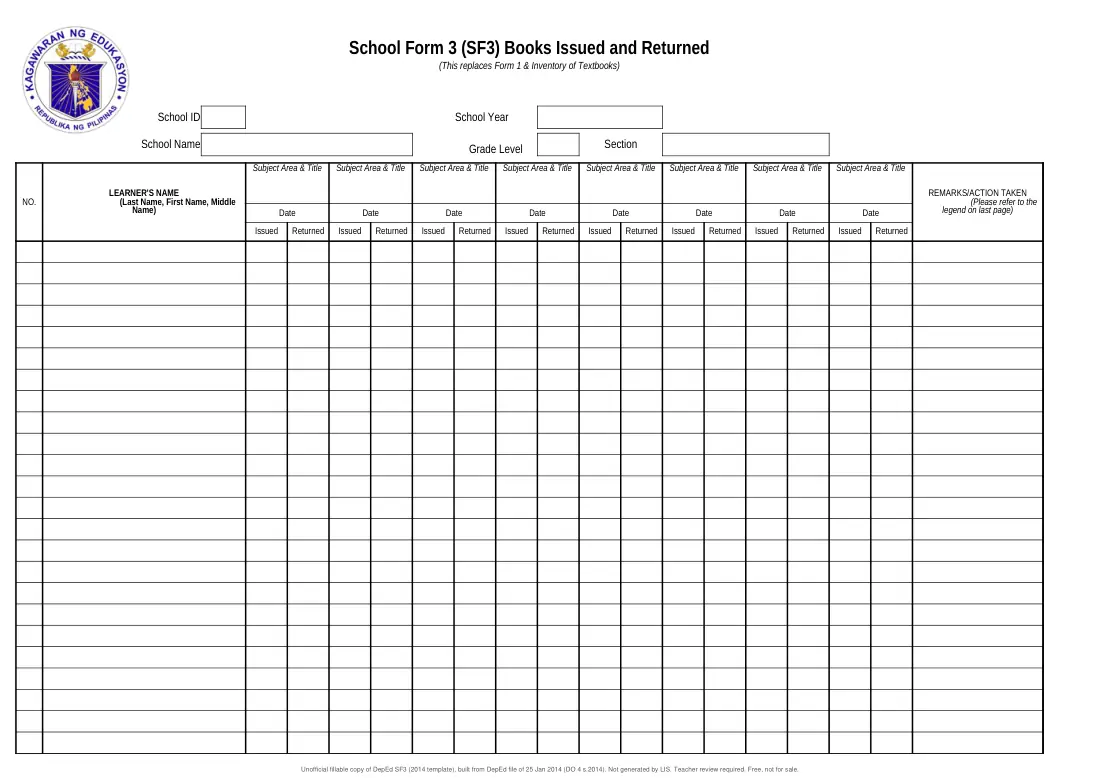 KAGAWARAN NG EDUKASYON
REPUBLIKA NG PILIPINAS
School Form 3 (SF3) Books Issued and Returned
(This replaces Form 1 & Inventory of Textbooks)
School ID
School Year
School Name
Grade Level
Section
NO.
LEARNER'S NAME
(Last Name, First Name, Middle
Name)
Subject Area & Title Subject Area & Title Subject Area & Title Subject Area & Title Subject Area & Title Subject Area & Title Subject Area & Title Subject Area & Title
Date Date Date Date Date Date Date Date
Issued Returned Issued Returned Issued Returned Issued Returned Issued Returned Issued Returned Issued Returned Issued Returned
REMARKS/ACTION TAKEN
(Please refer to the
legend on last page)
Unofficial fillable copy of DepEd SF3 (2014 template), built from DepEd file of 25 Jan 2014 (DO 4 s.2014). Not generated by LIS. Teacher review required. Free, not for sale.